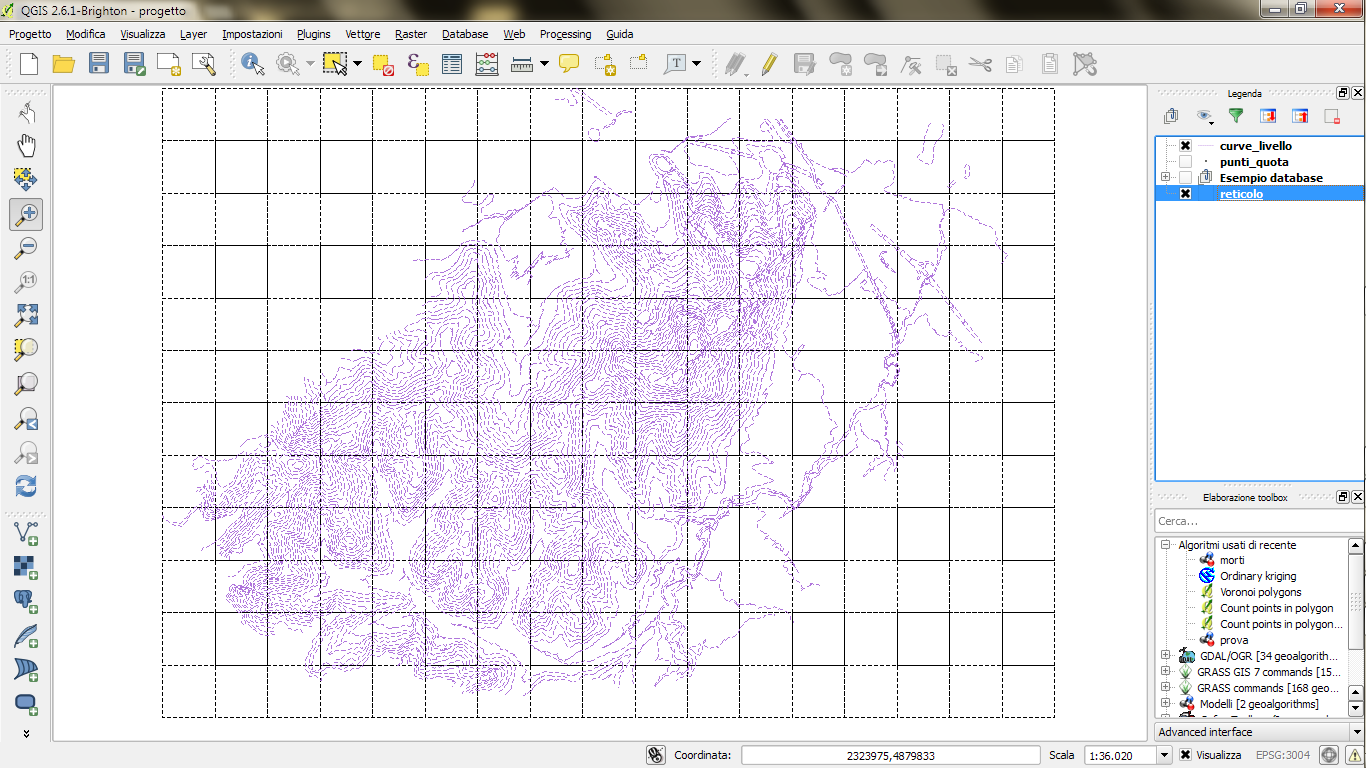 QGIS 2.6.1-Brighton - progetto
Progetto Modifica Visualizza Layer Impostazioni Plugins Vettore Raster Database Web Processing Guida
Legenda
curve_livello
punti_quota
Esempio database
reticolo
Elaborazione toolbox
Cerca...
Algoritmi usati di recente
morti
Ordinary kriging
Voronoi polygons
Count points in polygon
Count points in polygon...
prova
GDAL/OGR [34 geoalgorith...
GRASS GIS 7 commands [15...
GRASS commands [168 geo...
Modelli [2 geoalgorithms]
Advanced interface
Coordinata: 2323975,4879833 Scala 1:36.020 Visualizza EPSG:3004